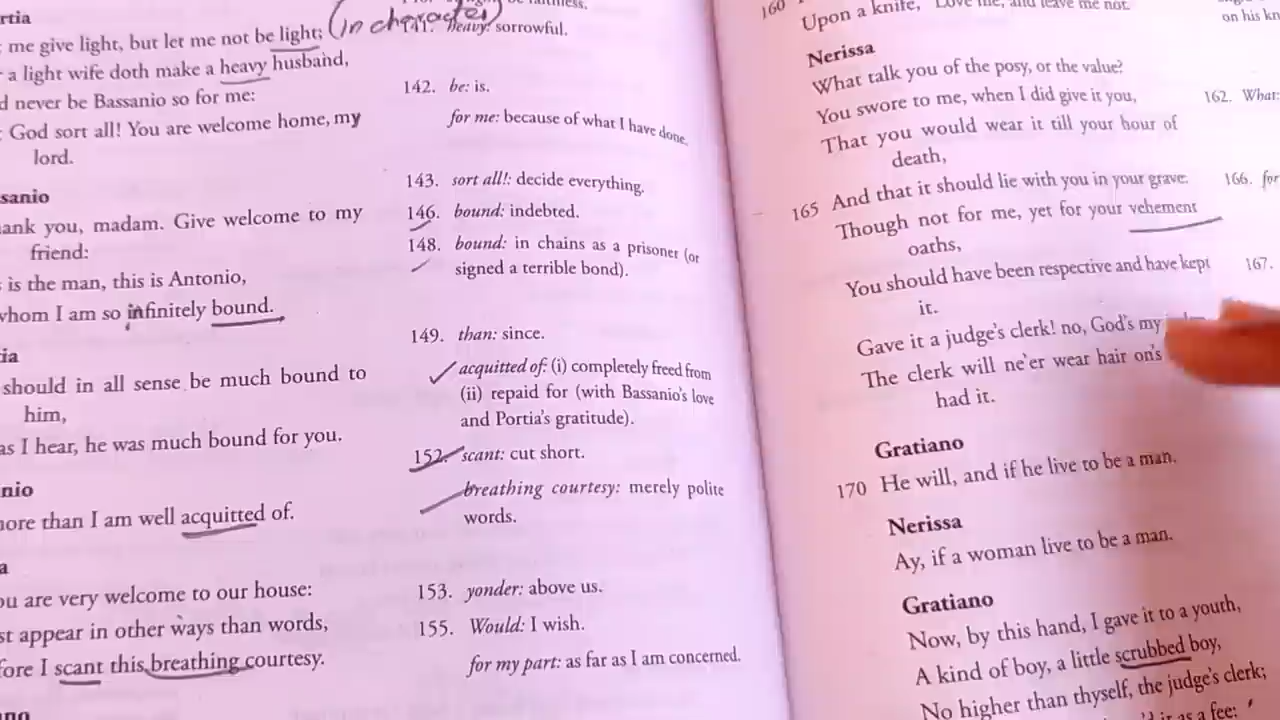 rtia
me give light, but let me not be light; (in character)
a light wife doth make a heavy husband,
d never be Bassanio so for me:
God sort all! You are welcome home, my
lord.
ssanio
ank you, madam. Give welcome to my
friend:
is the man, this is Antonio,
whom I am so infinitely bound.
ia
should in all sense be much bound to
him,
as I hear, he was much bound for you.
nio
more than I am well acquitted of.
a
ou are very welcome to our house:
st appear in other ways than words,
fore I scant this breathing courtesy.
ano
141. heavy: sorrowful.
142. be: is.
for me: because of what I have done.
143. sort all!: decide everything.
146. bound: indebted.
148. bound: in chains as a prisoner (or
signed a terrible bond).
149. than: since.
acquitted of: (i) completely freed from
(ii) repaid for (with Bassanio's love
and Portia's gratitude).
152. scant: cut short.
breathing courtesy: merely polite
words.
153. yonder: above us.
155. Would: I wish.
for my part: as far as I am concerned.
160
Upon a knife, 'Love me, and leave me not.'
Nerissa
What talk you of the posy, or the value?
You swore to me, when I did give it you,
That you would wear it till your hour of
death,
165 And that it should lie with you in your grave:
Though not for me, yet for your vehement
oaths,
You should have been respective and have kept
it.
Gave it a judge's clerk! no, God's my
The clerk will ne'er wear hair on's
had it.
Gratiano
170 He will, and if he live to be a man.
Nerissa
Ay, if a woman live to be a man.
Gratiano
Now, by this hand, I gave it to a youth,
A kind of boy, a little scrubbed boy,
No higher than thyself, the judge's clerk;
it as a fee:
on his kn
162. What:
166. for
167.